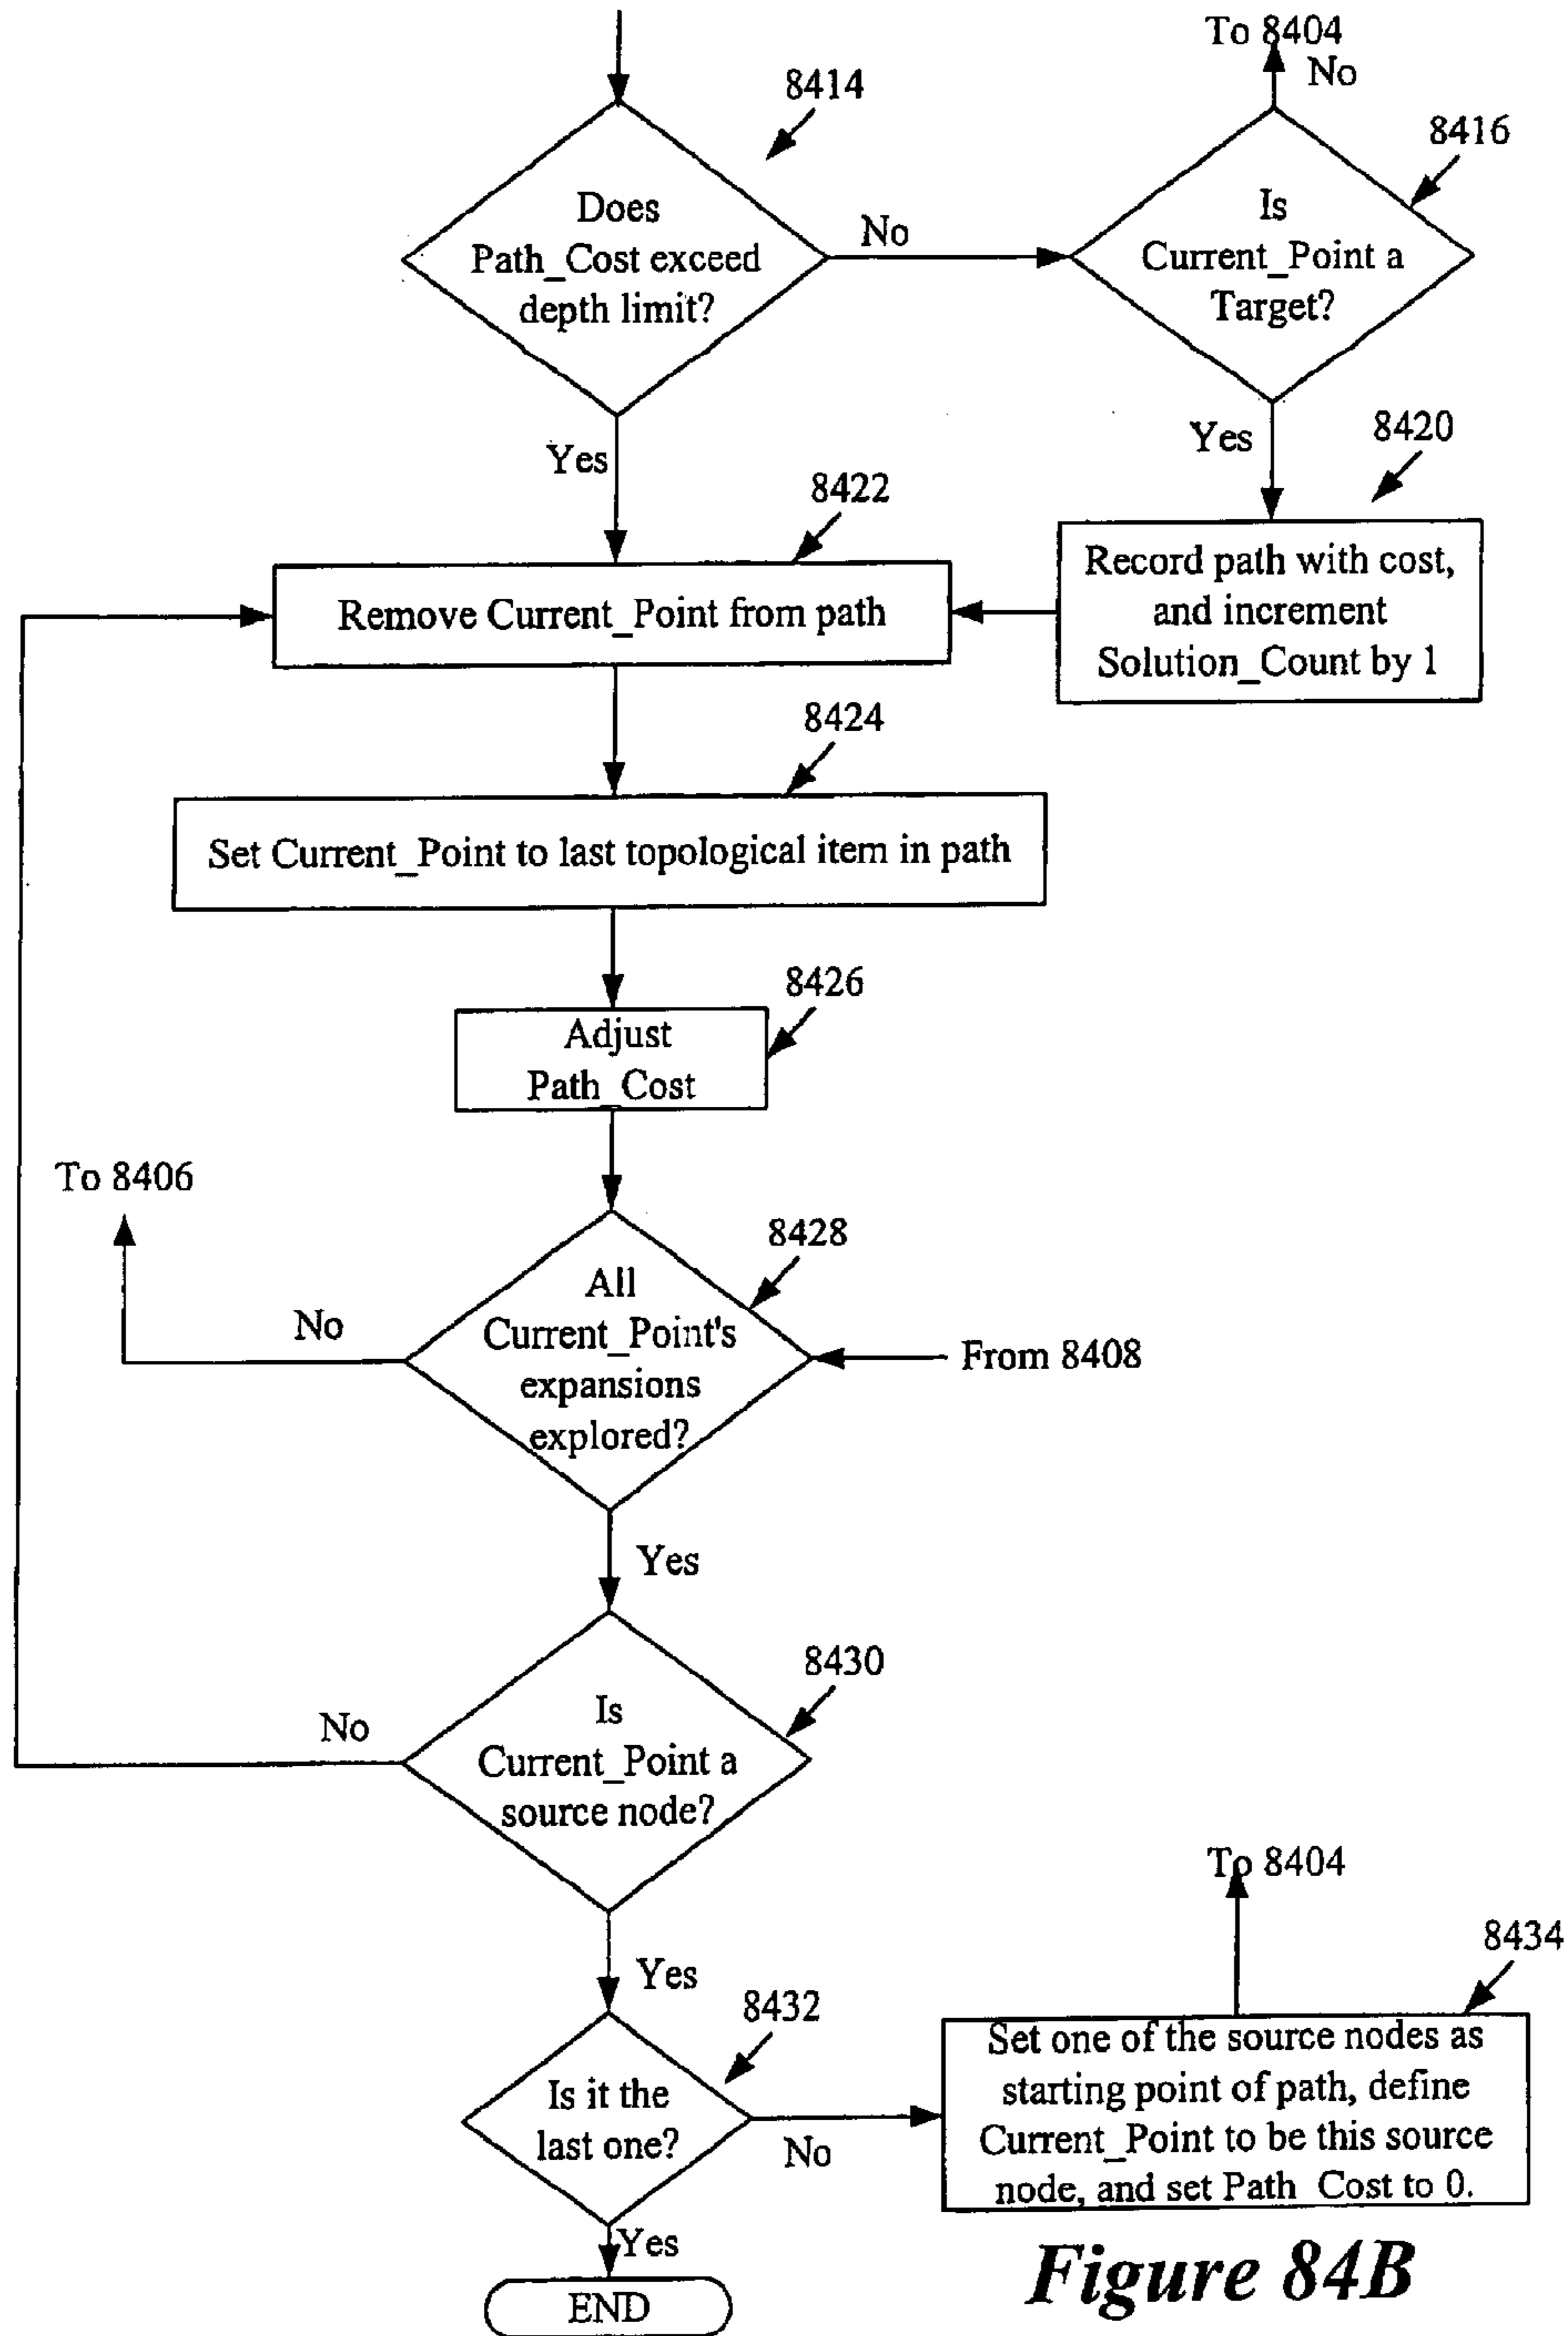 To 8404
No
8414
8416
Does
Path_Cost exceed
depth limit?
No
Is
Current_Point a
Target?
Yes
Yes
8420
8422
Remove Current_Point from path
Record path with cost,
and increment
Solution_Count by 1
8424
Set Current_Point to last topological item in path
8426
Adjust
Path_Cost
To 8406
8428
All
Current_Point's
expansions
explored?
No
From 8408
Yes
8430
Is
Current_Point a
source node?
No
To 8404
8434
Yes
8432
Is it the
last one?
No
Set one of the source nodes as
starting point of path, define
Current_Point to be this source
node, and set Path_Cost to 0.
Yes
END
Figure 84B